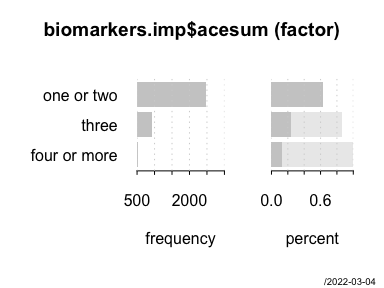 biomarkers.imp$acesum (factor)
one or two
three
four or more
500 2000
0.0 0.6
frequency
percent
/2022-03-04